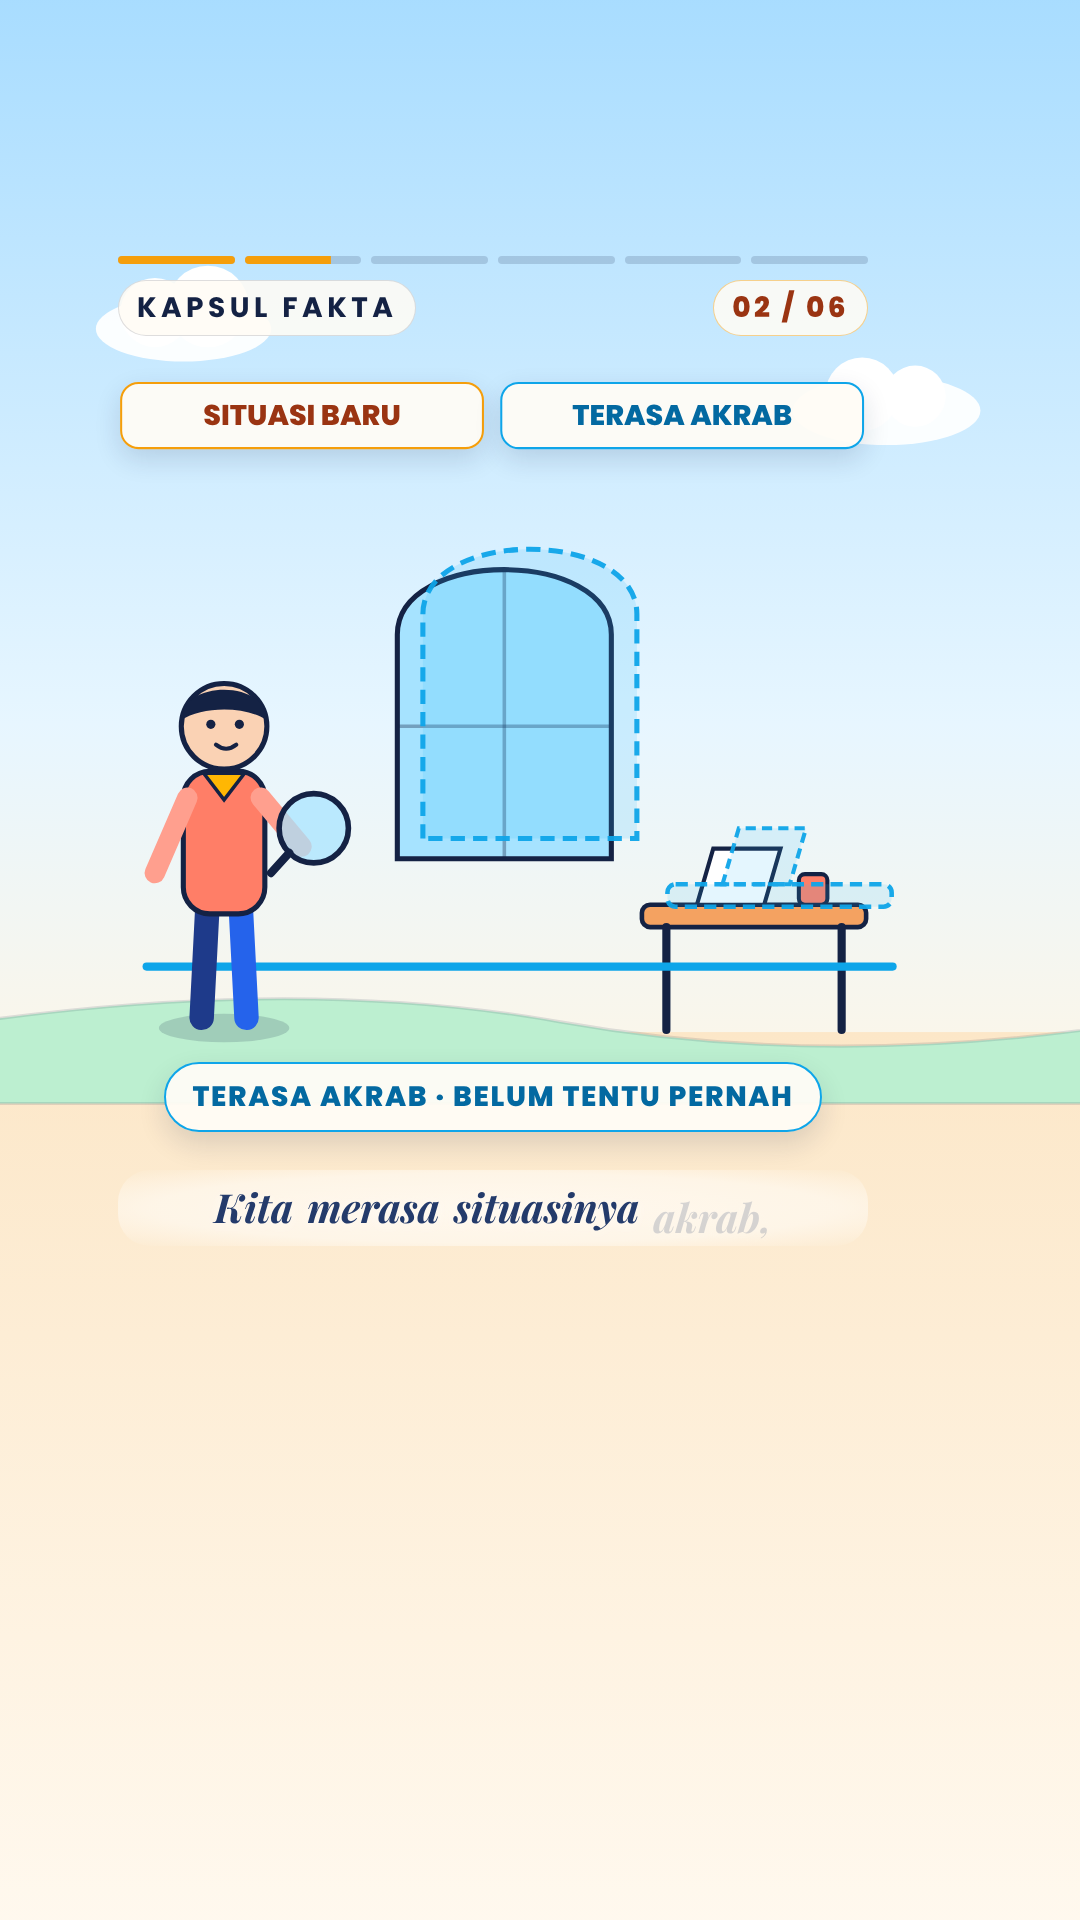 KAPSUL FAKTA
02 / 06
SITUASI BARU
TERASA AKRAB
TERASA AKRAB · BELUM TENTU PERNAH
Kita merasa situasinya akrab,